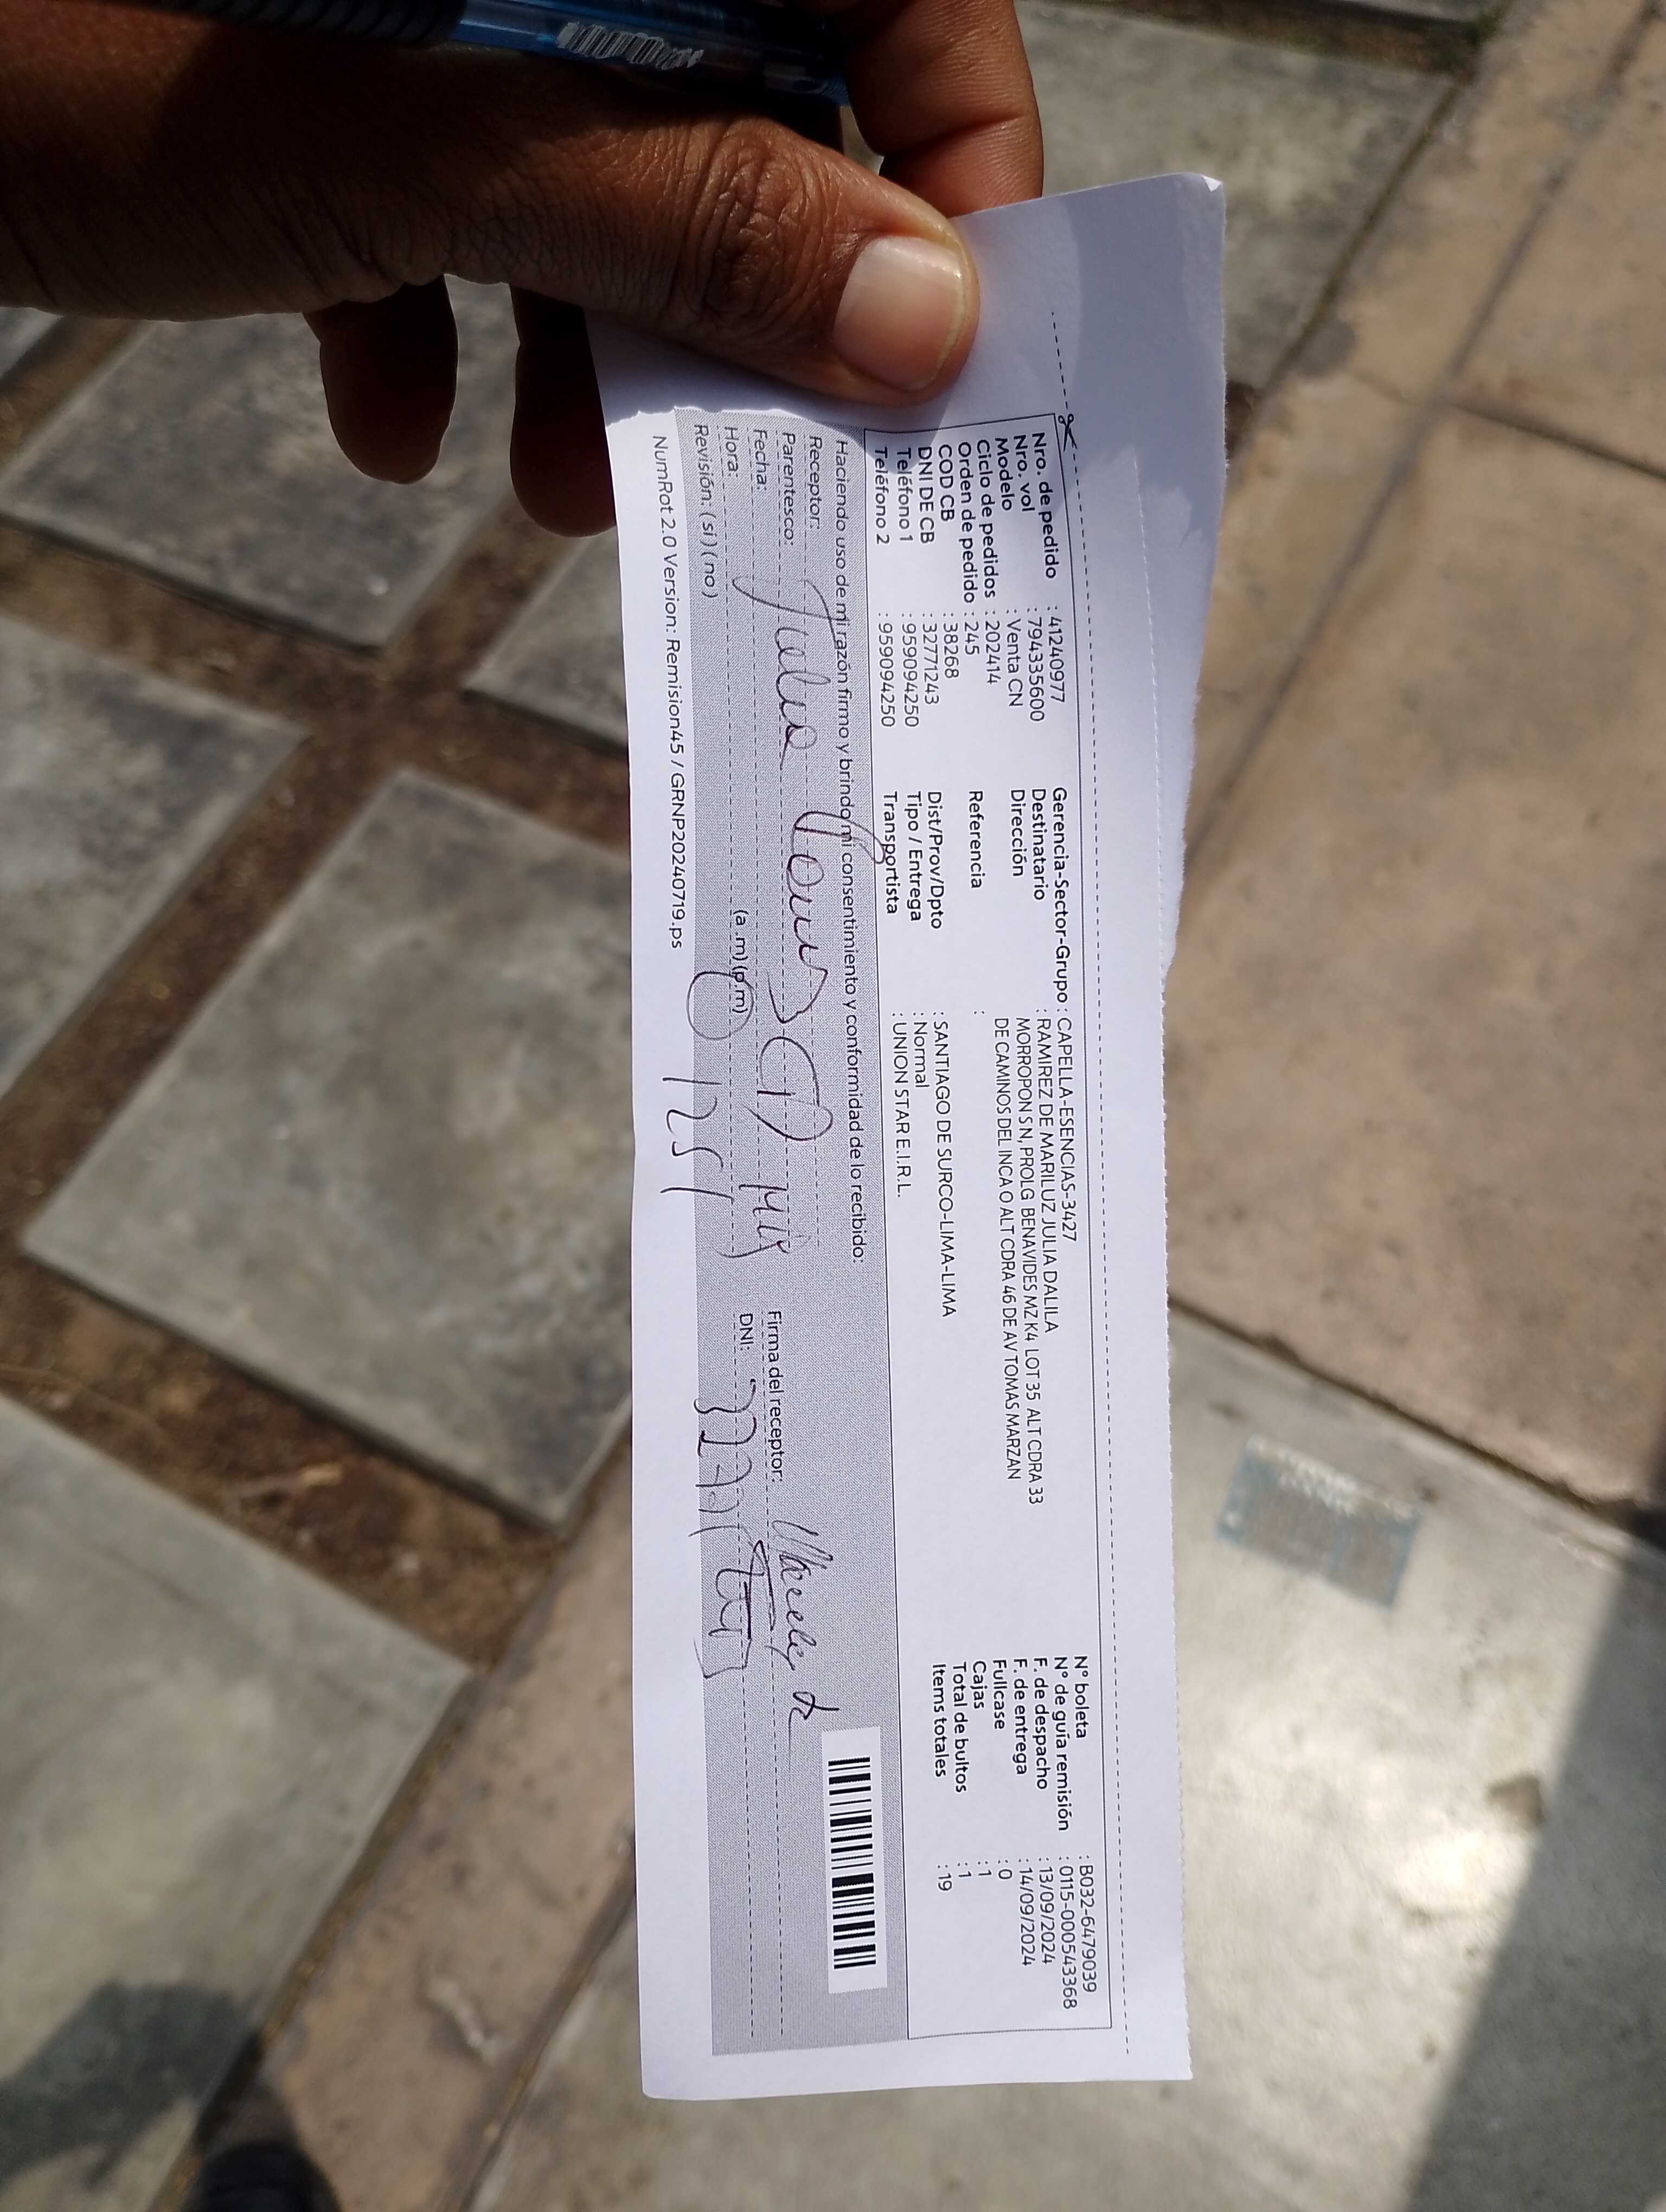 Nro. de pedido : 41240977
Nro. vol : 794335600
Modelo : Venta CN
Ciclo de pedidos : 202414
Orden de pedido : 245
COD CB : 38268
DNI DE CB : 32771243
Teléfono 1 : 959094250
Teléfono 2 : 959094250
Gerencia-Sector-Grupo : CAPELLA-ESENCIAS-3427
Destinatario : RAMIREZ DE MARILUZ JULIA DALILA
Dirección MORROPON S N, PROLG BENAVIDES MZ K4 LOT 35 ALT CDRA 33
DE CAMINOS DEL INCA O ALT CDRA 46 DE AV TOMAS MARZAN
Referencia :
Dist/Prov/Dpto : SANTIAGO DE SURCO-LIMA-LIMA
Tipo / Entrega : Normal
Transportista : UNION STAR E.I.R.L.
N° boleta : B032-6479039
N° de guía remisión : 0115-000543368
F. de despacho : 13/09/2024
F. de entrega : 14/09/2024
Fullcase : 0
Cajas : 1
Total de bultos : 1
Items totales : 19
Haciendo uso de mi razón firmo y brindo mi consentimiento y conformidad de lo recibido:
Receptor:
Parentesco:
Fecha:
Hora: (a.m) (p.m)
Revisión: ( si ) ( no )
Firma del receptor:
DNI:
NumRot 2.0 Version: Remision45 / GRNP20240719.ps